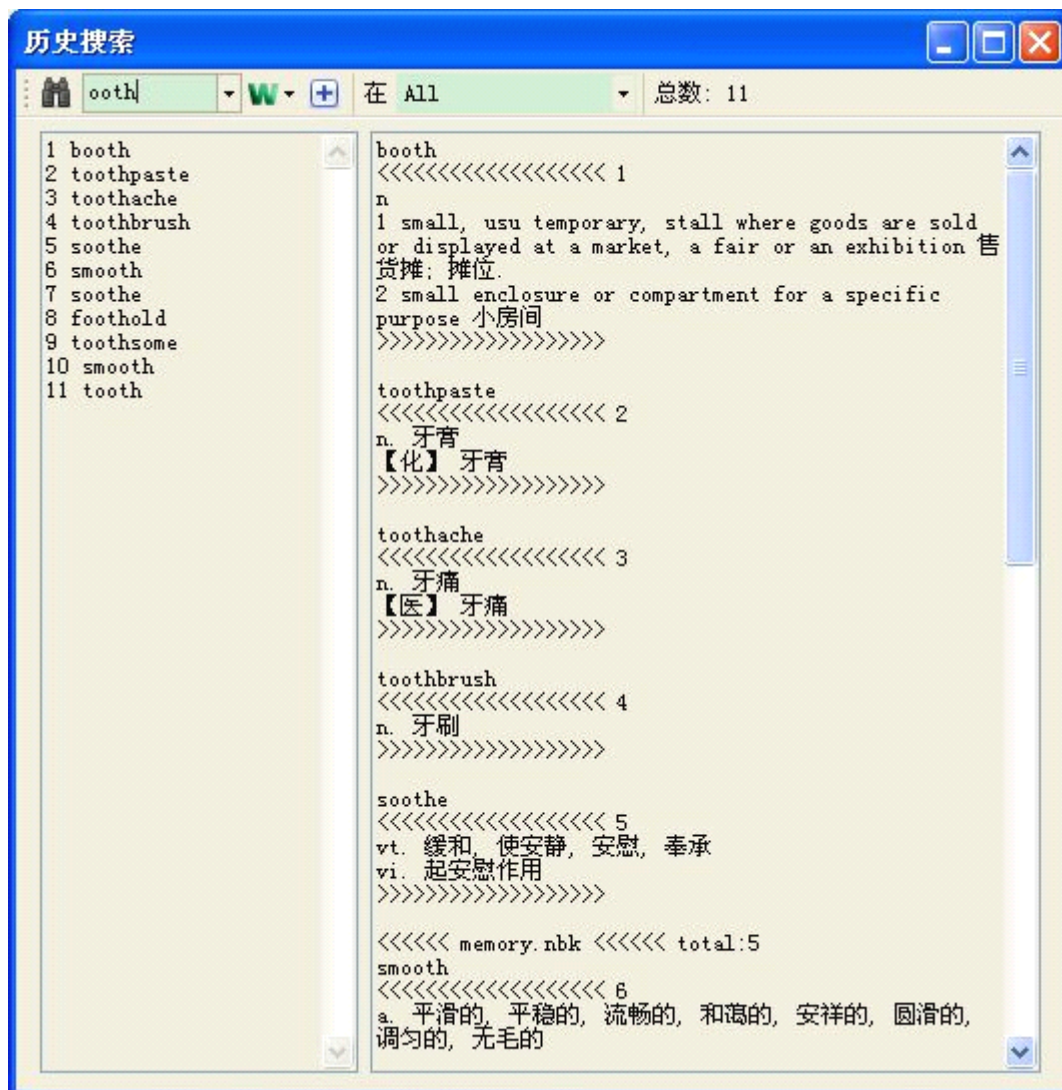 历史搜索
ooth W 在 All 总数: 11
1 booth
2 toothpaste
3 toothache
4 toothbrush
5 soothe
6 smooth
7 soothe
8 foothold
9 toothsome
10 smooth
11 tooth
booth
<<<<<<<<<<<<<<<<<<< 1
n
1 small, usu temporary, stall where goods are sold
or displayed at a market, a fair or an exhibition 售
货摊; 摊位.
2 small enclosure or compartment for a specific
purpose 小房间
>>>>>>>>>>>>>>>>>>>
toothpaste
<<<<<<<<<<<<<<<<<<< 2
n. 牙膏
【化】 牙膏
>>>>>>>>>>>>>>>>>>>
toothache
<<<<<<<<<<<<<<<<<<< 3
n. 牙痛
【医】 牙痛
>>>>>>>>>>>>>>>>>>>
toothbrush
<<<<<<<<<<<<<<<<<<< 4
n. 牙刷
>>>>>>>>>>>>>>>>>>>
soothe
<<<<<<<<<<<<<<<<<<< 5
vt. 缓和, 使安静, 安慰, 奉承
vi. 起安慰作用
>>>>>>>>>>>>>>>>>>>
<<<<<< memory.nbk <<<<<< total:5
smooth
<<<<<<<<<<<<<<<<<<< 6
a. 平滑的, 平稳的, 流畅的, 和蔼的, 安祥的, 圆滑的,
调匀的, 无毛的